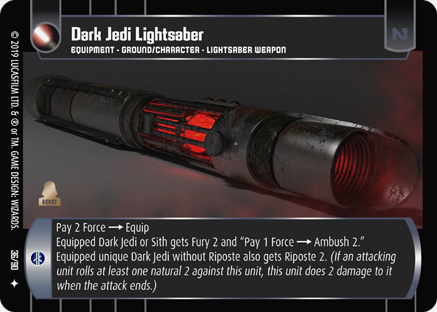 Dark Jedi Lightsaber
EQUIPMENT - GROUND/CHARACTER - LIGHTSABER WEAPON
N
© 2019 LUCASFILM LTD. & ® or TM. GAME DESIGN: WIZARDS.
IDC
Pay 2 Force → Equip
Equipped Dark Jedi or Sith gets Fury 2 and “Pay 1 Force → Ambush 2.”
Equipped unique Dark Jedi without Riposte also gets Riposte 2. (If an attacking
unit rolls at least one natural 2 against this unit, this unit does 2 damage to it
when the attack ends.)